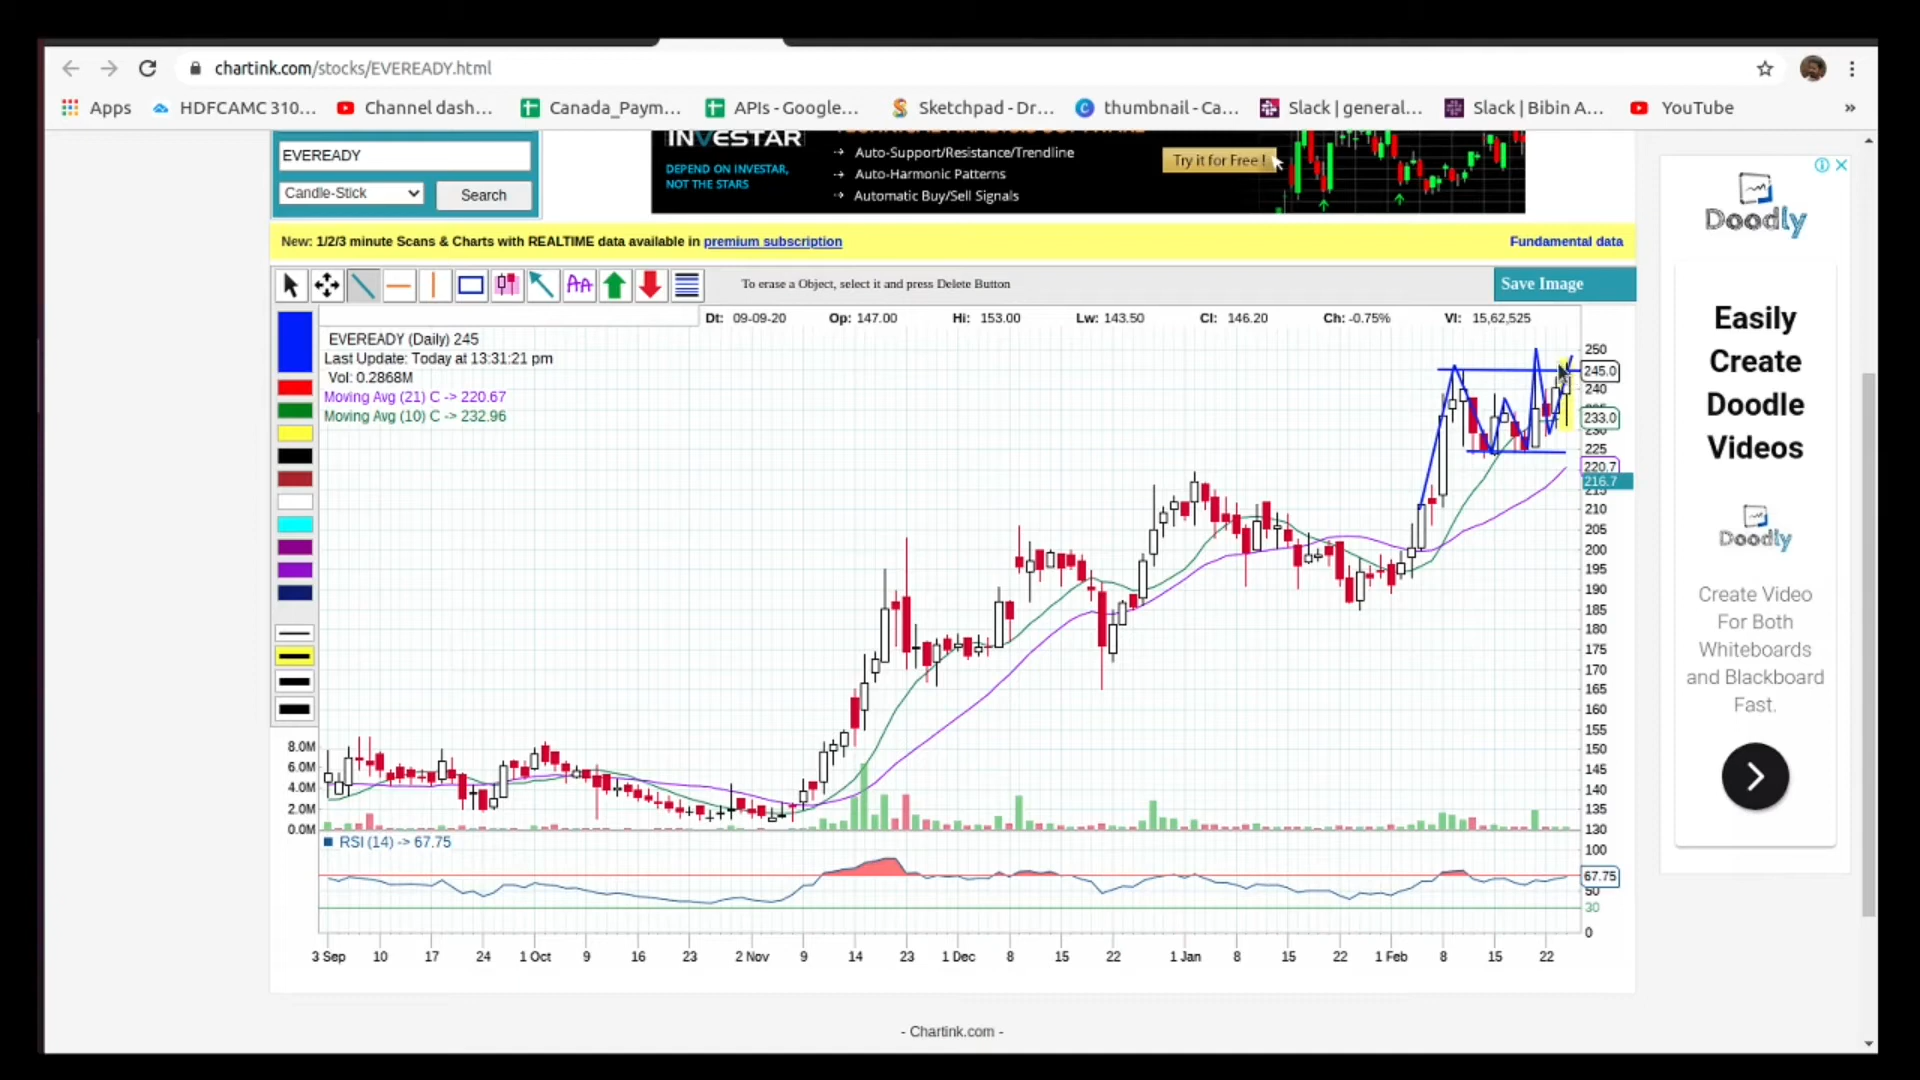 chartink.com/stocks/EVEREADY.html
Apps HDFCAMC 310... Channel dash... Canada_Paym... APIs - Google... Sketchpad - Dr... thumbnail - Ca... Slack | general... Slack | Bibin A... YouTube »
EVEREADY
Candle-Stick
Search
INVESTAR
DEPEND ON INVESTAR,
NOT THE STARS
Auto-Support/Resistance/Trendline
Auto-Harmonic Patterns
Automatic Buy/Sell Signals
Try it for Free !
New: 1/2/3 minute Scans & Charts with REALTIME data available in premium subscription
Fundamental data
To erase a Object, select it and press Delete Button
Save Image
Dt: 09-09-20 Op: 147.00 Hi: 153.00 Lw: 143.50 Cl: 146.20 Ch: -0.75% Vl: 15,62,525
EVEREADY (Daily) 245
Last Update: Today at 13:31:21 pm
Vol: 0.2868M
Moving Avg (21) C -> 220.67
Moving Avg (10) C -> 232.96
250
245.0
240
233.0
230
225
220.7
216.7
215
210
205
200
195
190
185
180
175
170
165
160
155
150
145
140
135
130
8.0M
6.0M
4.0M
2.0M
0.0M
RSI (14) -> 67.75
100
67.75
50
30
0
3 Sep 10 17 24 1 Oct 9 16 23 2 Nov 9 14 23 1 Dec 8 15 22 1 Jan 8 15 22 1 Feb 8 15 22
- Chartink.com -
Doodly
Easily
Create
Doodle
Videos
Doodly
Create Video
For Both
Whiteboards
and Blackboard
Fast.